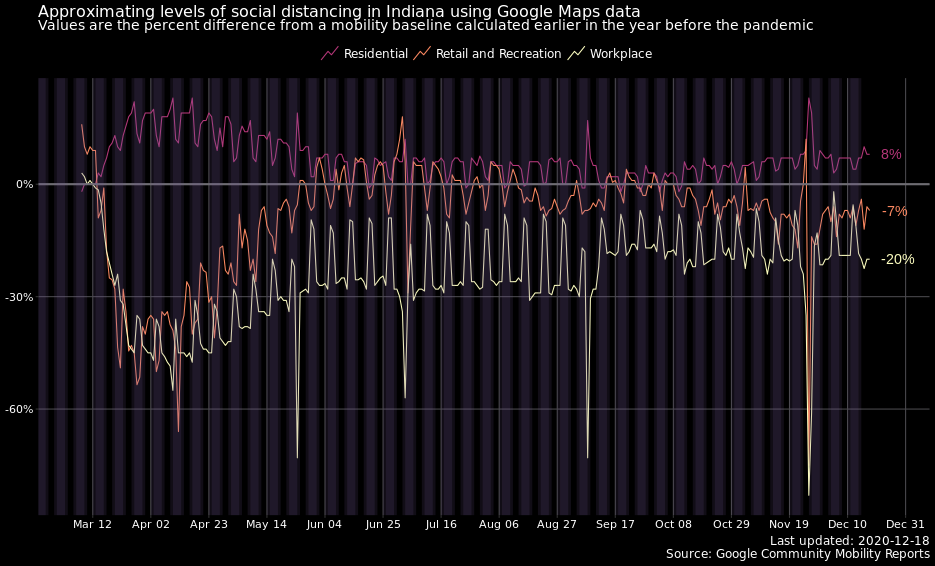 Approximating levels of social distancing in Indiana using Google Maps data
Values are the percent difference from a mobility baseline calculated earlier in the year before the pandemic
Residential Retail and Recreation Workplace
8%
0%
-7%
-20%
-30%
-60%
Mar 12 Apr 02 Apr 23 May 14 Jun 04 Jun 25 Jul 16 Aug 06 Aug 27 Sep 17 Oct 08 Oct 29 Nov 19 Dec 10 Dec 31
Last updated: 2020-12-18
Source: Google Community Mobility Reports